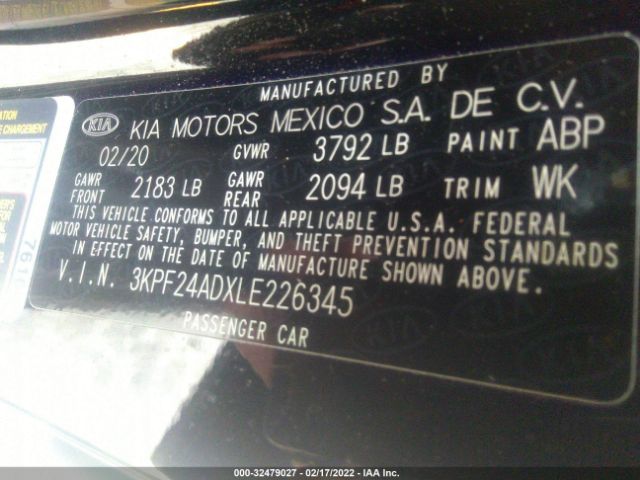 MANUFACTURED BY
KIA KIA MOTORS MEXICO S.A. DE C.V.
02/20 GVWR 3792 LB PAINT ABP
GAWR FRONT 2183 LB GAWR REAR 2094 LB TRIM WK
THIS VEHICLE CONFORMS TO ALL APPLICABLE U.S.A. FEDERAL
MOTOR VEHICLE SAFETY, BUMPER, AND THEFT PREVENTION STANDARDS
IN EFFECT ON THE DATE OF MANUFACTURE SHOWN ABOVE.
V.I.N. 3KPF24ADXLE226345
PASSENGER CAR
000-32479027 - 02/17/2022 - IAA Inc.